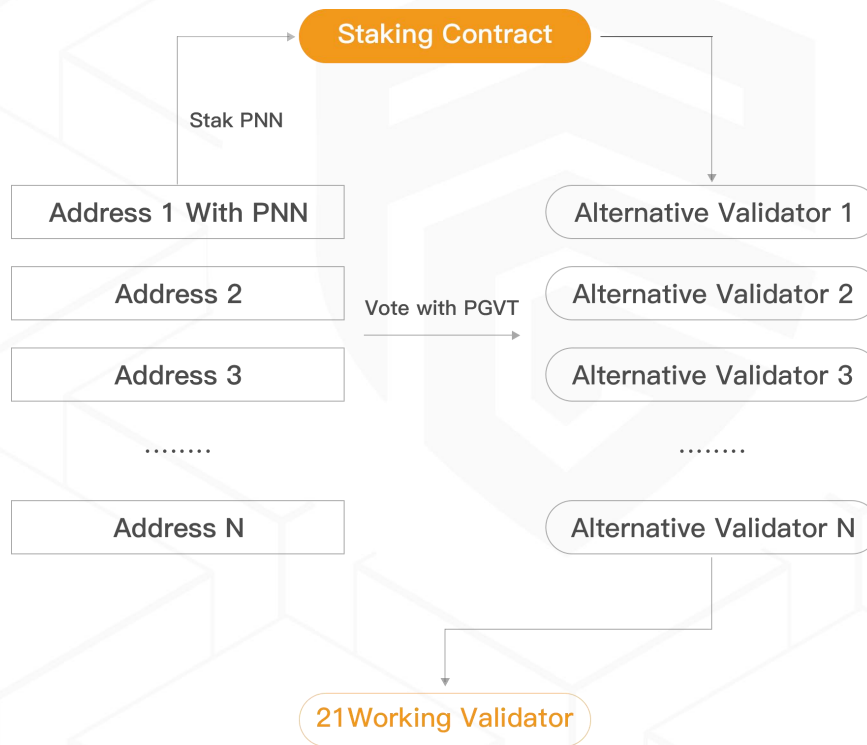 Staking Contract
Stak PNN
Address 1 With PNN
Alternative Validator 1
Address 2
Alternative Validator 2
Vote with PGVT
Address 3
Alternative Validator 3
........
........
Address N
Alternative Validator N
21Working Validator